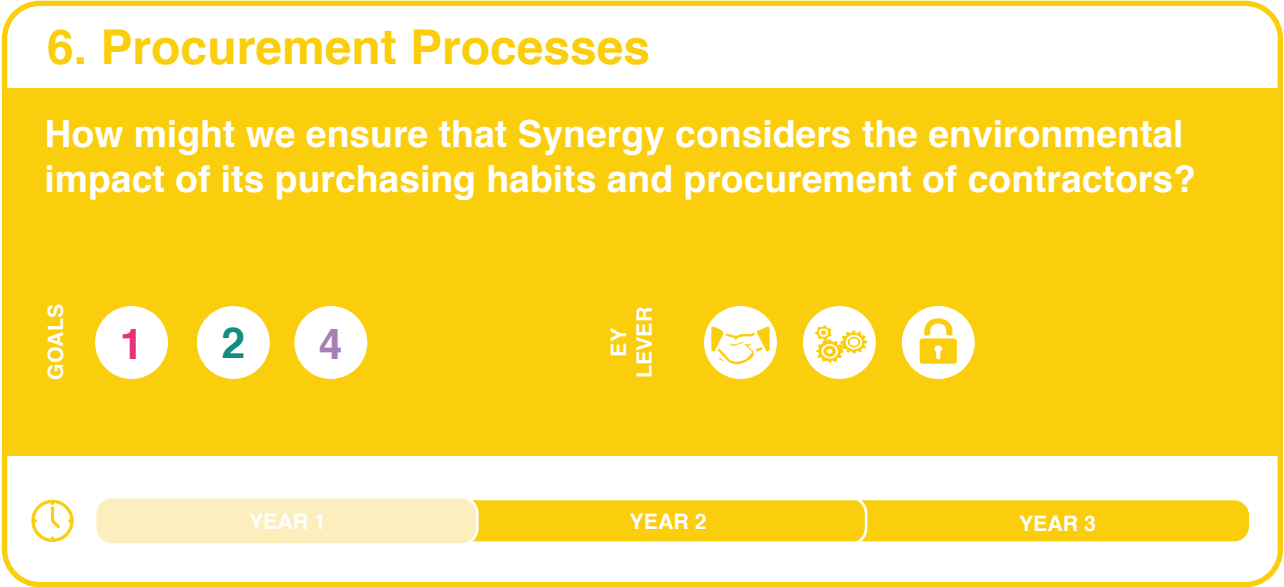 6. Procurement Processes
How might we ensure that Synergy considers the environmental
impact of its purchasing habits and procurement of contractors?
GOALS
1 2 4
EY
LEVER
YEAR 1 YEAR 2 YEAR 3